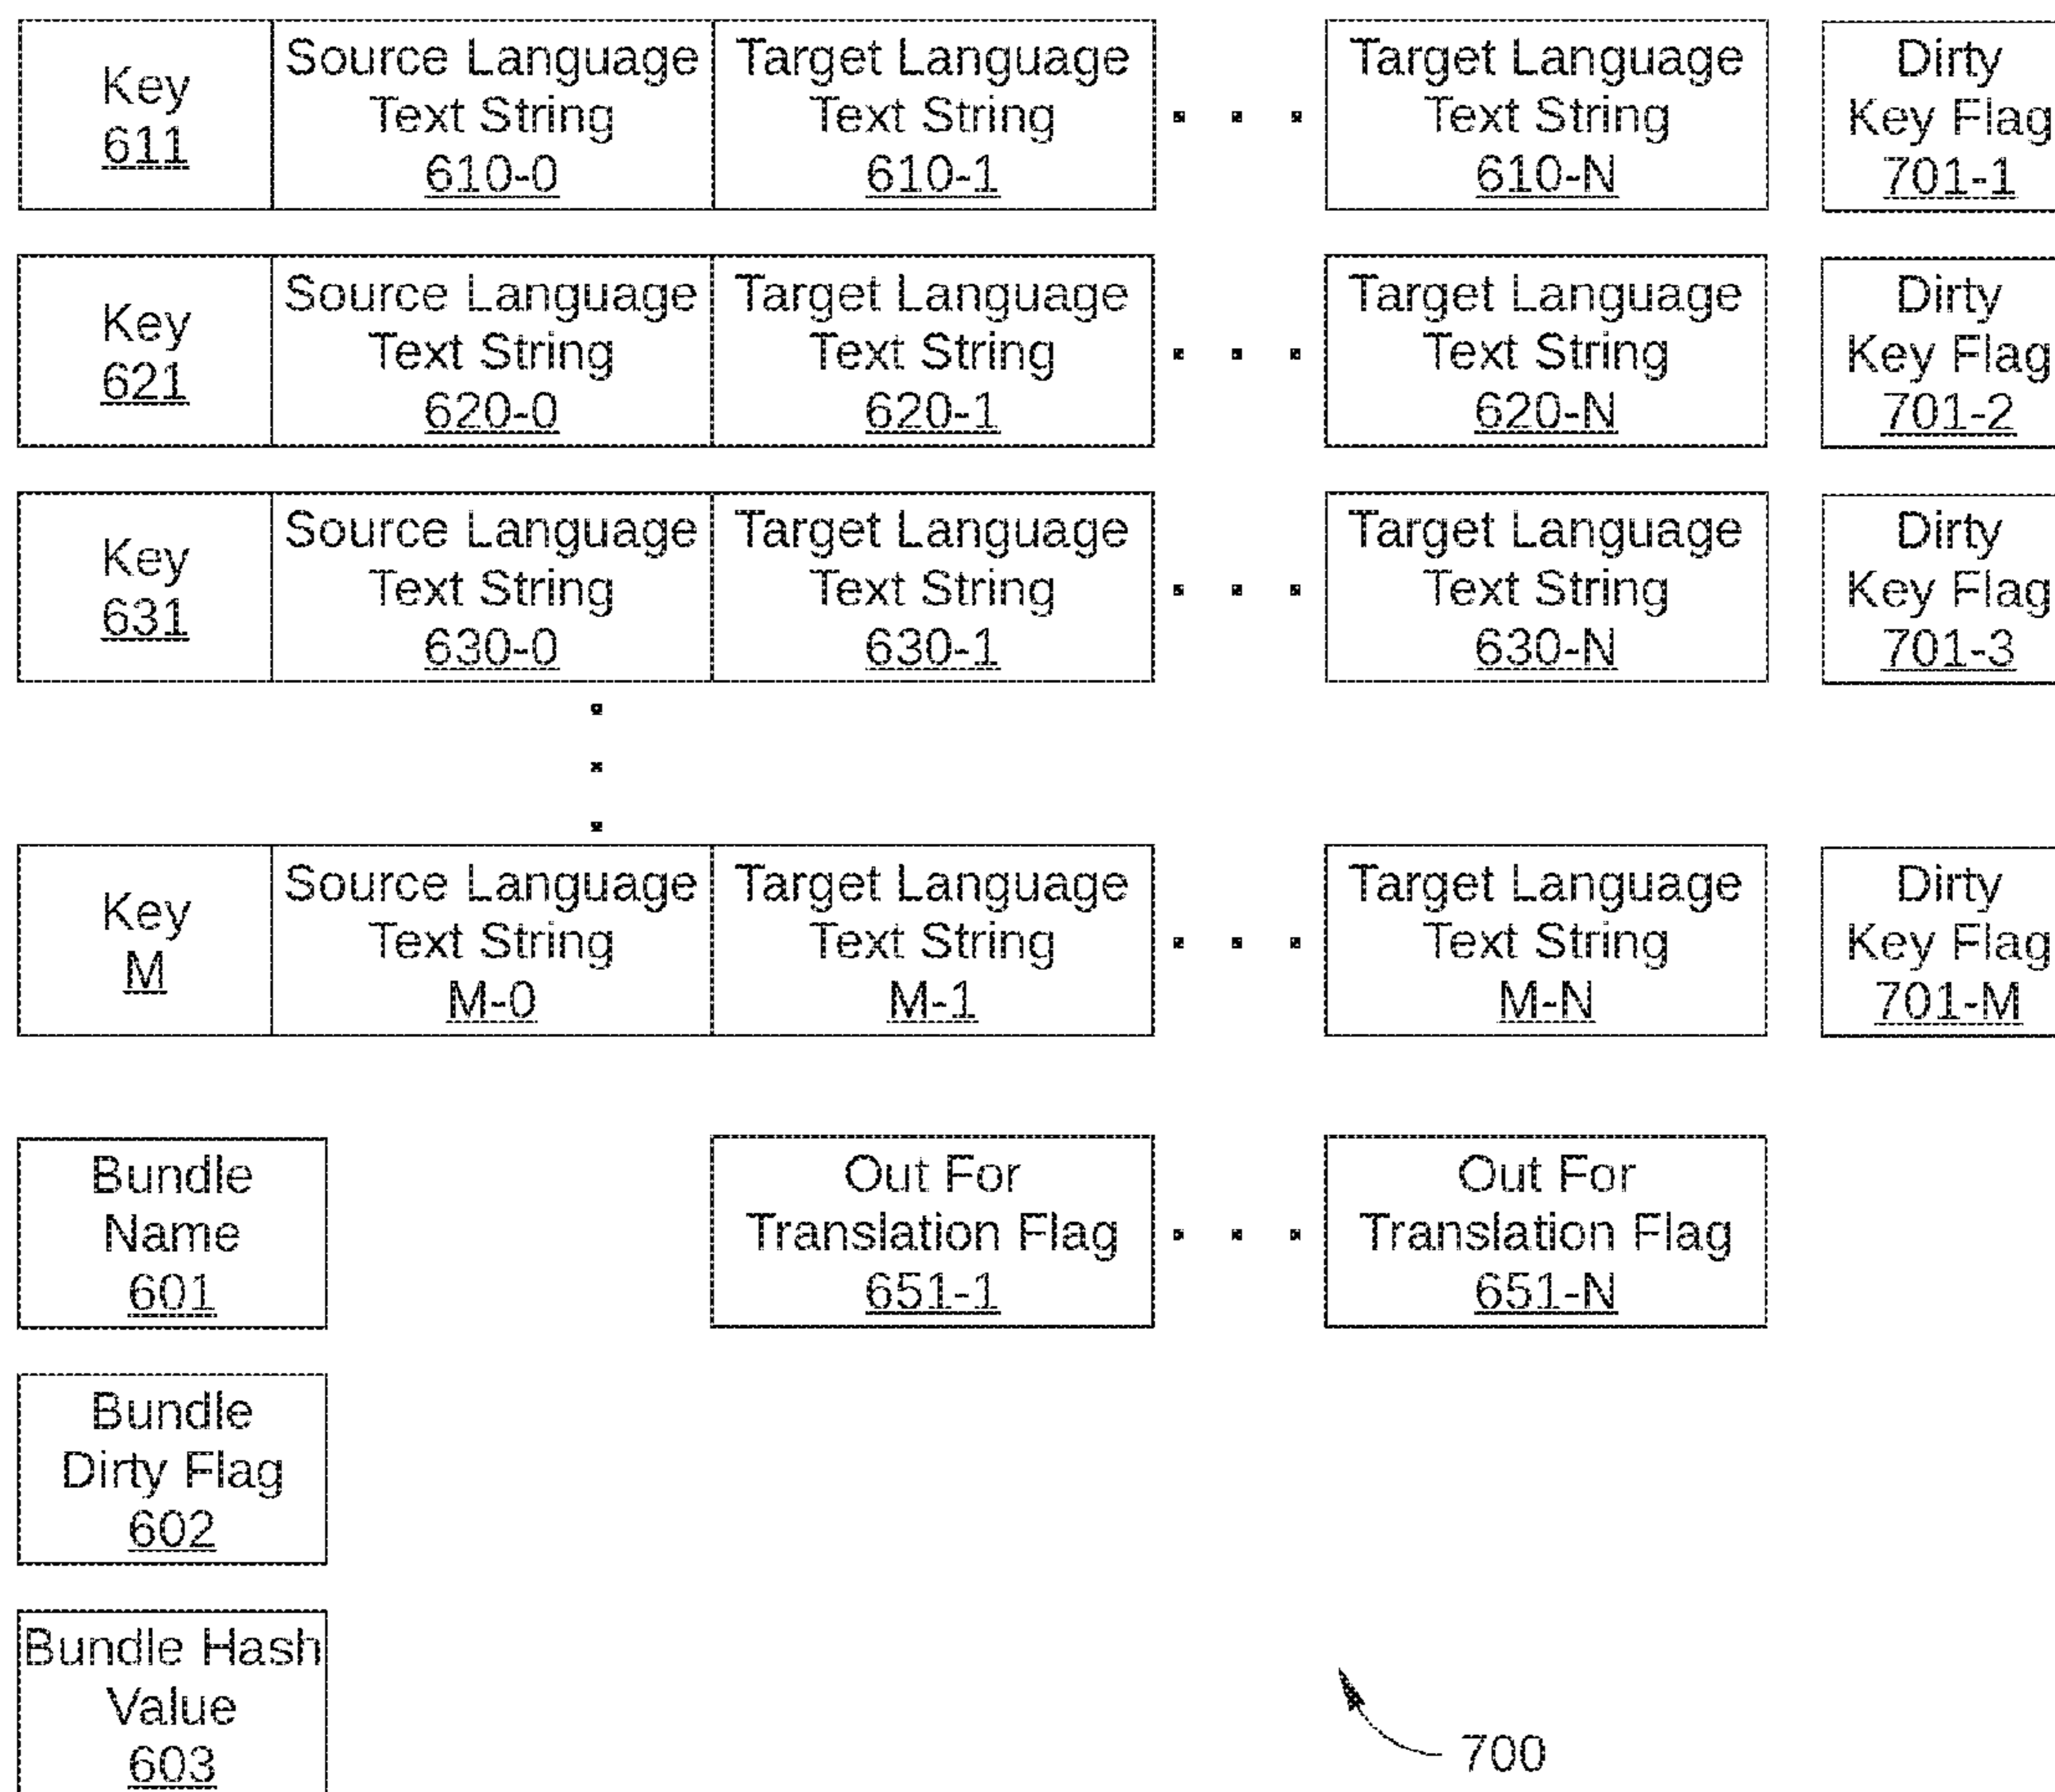 Key
611
Source Language
Text String
610-0
Target Language
Text String
610-1
Target Language
Text String
610-N
Dirty
Key Flag
701-1
Key
621
Source Language
Text String
620-0
Target Language
Text String
620-1
Target Language
Text String
620-N
Dirty
Key Flag
701-2
Key
631
Source Language
Text String
630-0
Target Language
Text String
630-1
Target Language
Text String
630-N
Dirty
Key Flag
701-3
Key
M
Source Language
Text String
M-0
Target Language
Text String
M-1
Target Language
Text String
M-N
Dirty
Key Flag
701-M
Bundle
Name
601
Out For
Translation Flag
651-1
Out For
Translation Flag
651-N
Bundle
Dirty Flag
602
Bundle Hash
Value
603
700